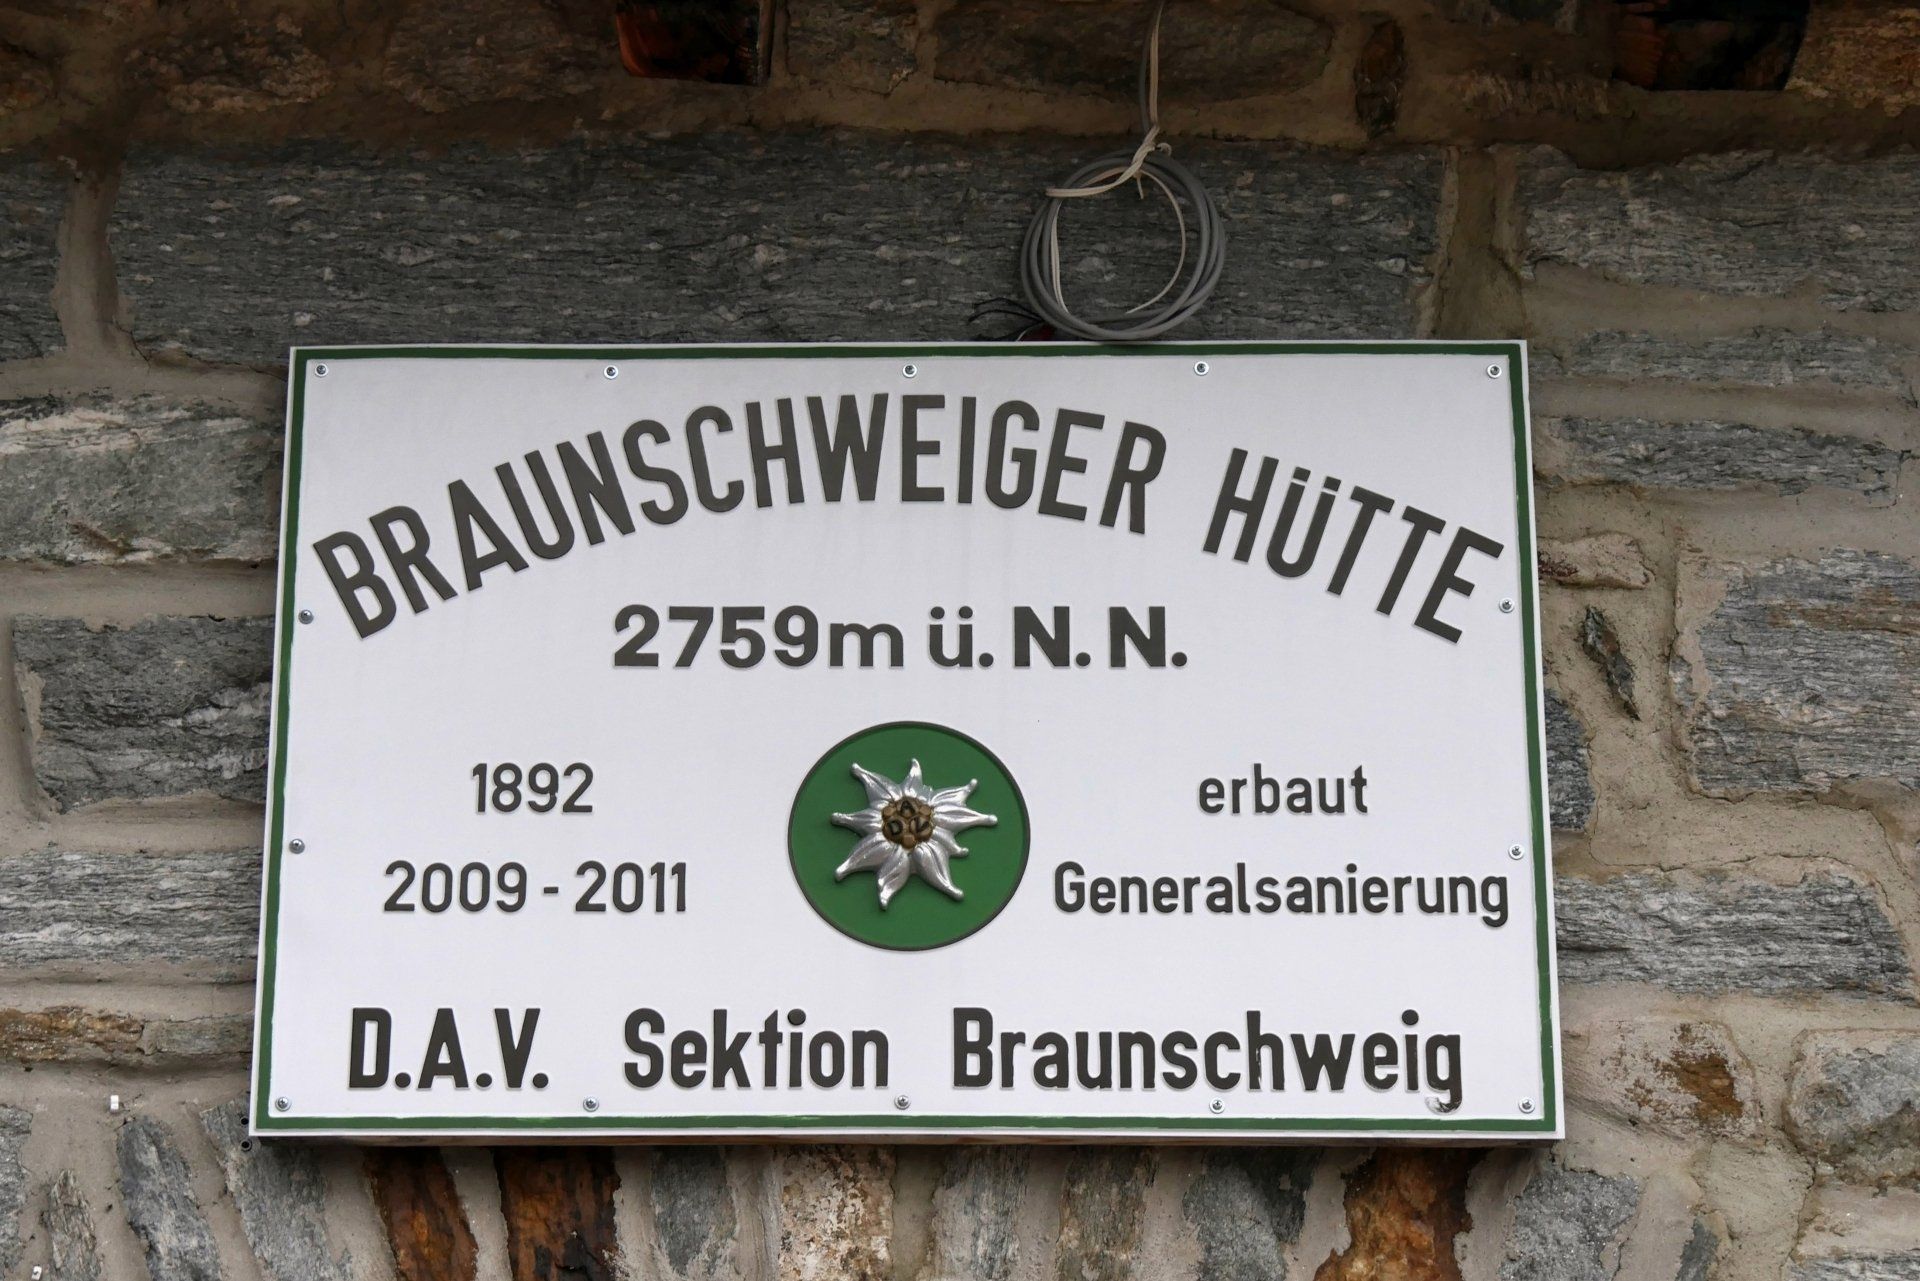 BRAUNSCHWEIGER HÜTTE
2759m ü. N. N.
1892 erbaut
2009 - 2011 Generalsanierung
A
D V
D.A.V. Sektion Braunschweig